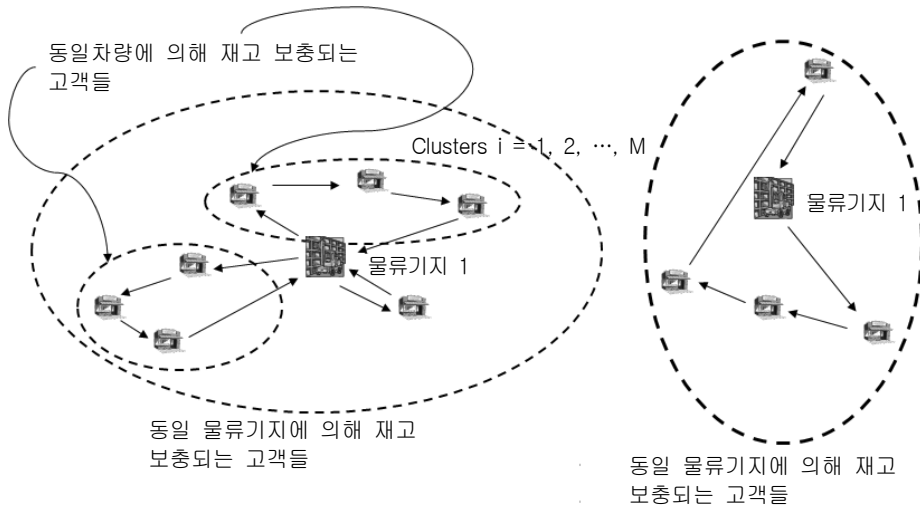 동일차량에 의해 재고 보충되는
고객들
Clusters i = 1, 2, …, M
물류기지 1
물류기지 1
동일 물류기지에 의해 재고
보충되는 고객들
동일 물류기지에 의해 재고
보충되는 고객들